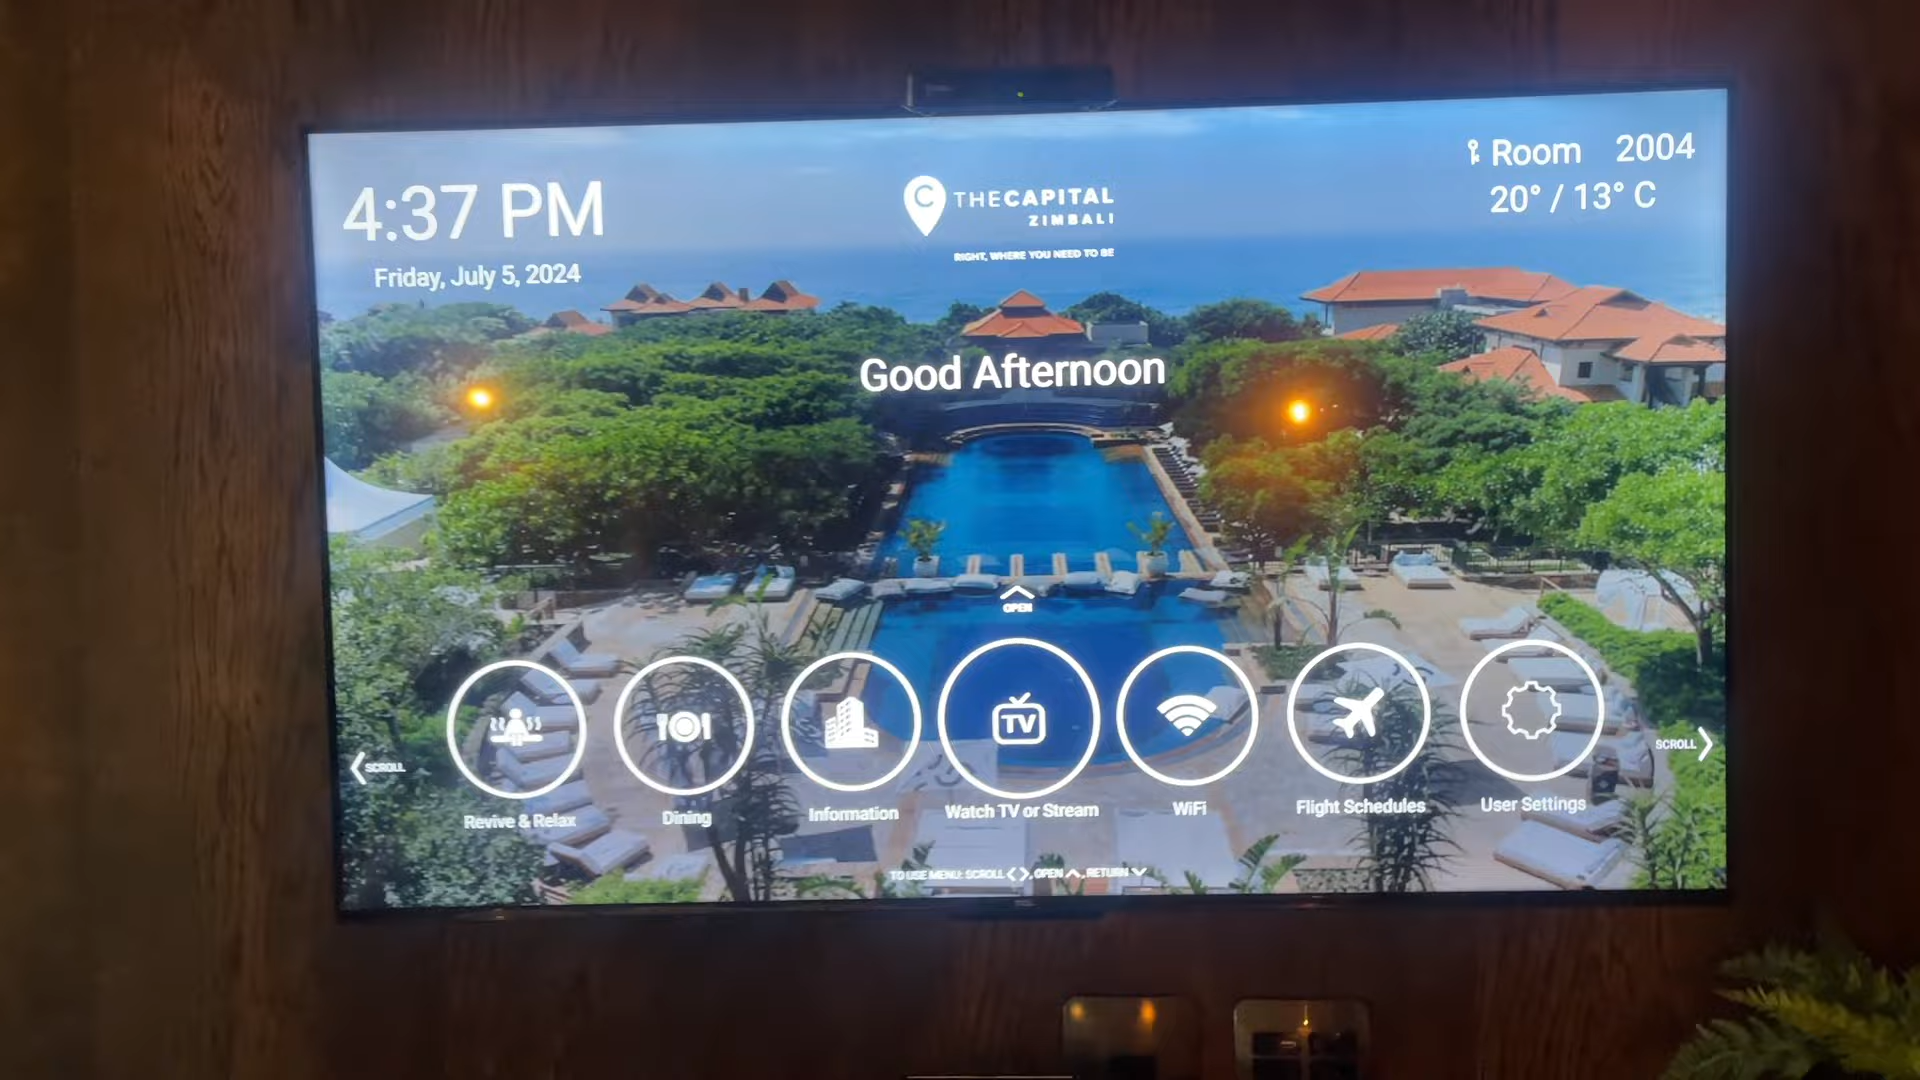 4:37 PM
Friday, July 5, 2024
C THECAPITAL
ZIMBALI
RIGHT, WHERE YOU NEED TO BE
Room 2004
20° / 13° C
Good Afternoon
OPEN
SCROLL
TV
SCROLL
Revive & Relax
Dining
Information
Watch TV or Stream
WiFi
Flight Schedules
User Settings
TO USE MENU: SCROLL < >, OPEN ^, RETURN ⌄